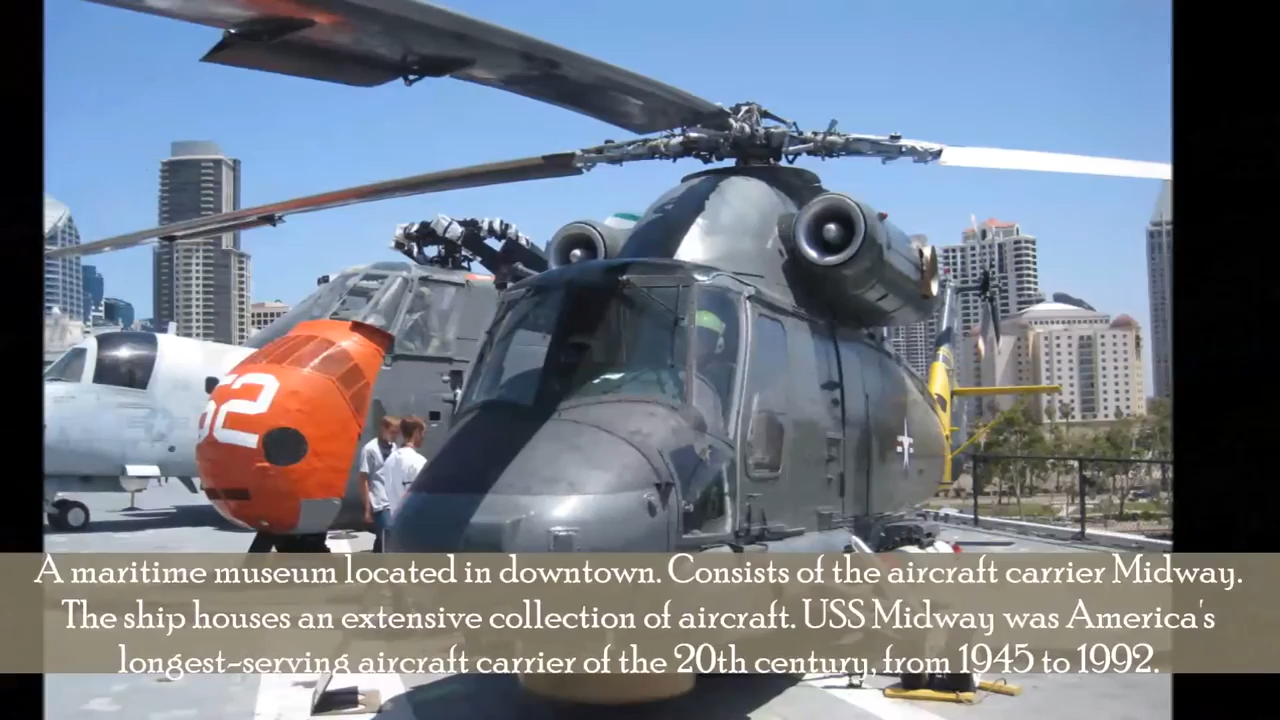 62
A maritime museum located in downtown. Consists of the aircraft carrier Midway.
The ship houses an extensive collection of aircraft. USS Midway was America's
longest-serving aircraft carrier of the 20th century, from 1945 to 1992.